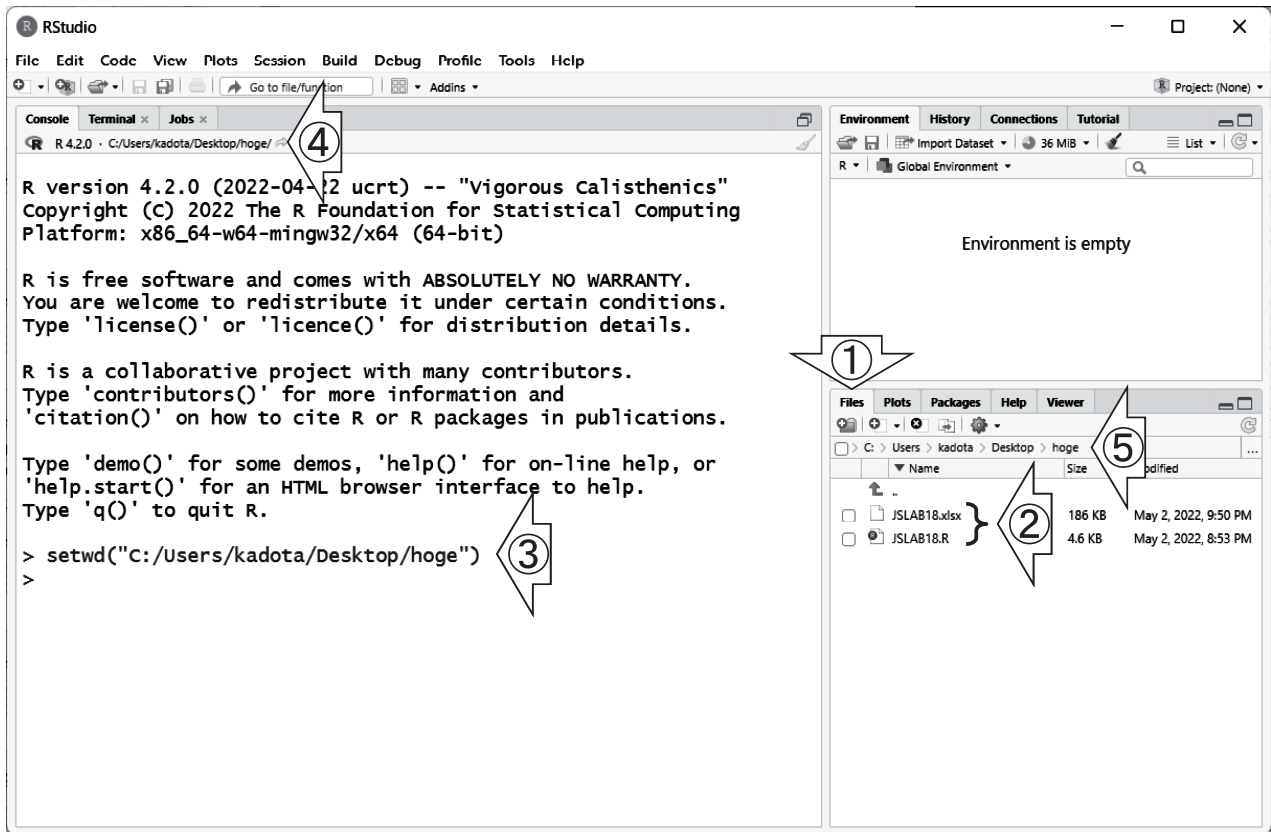 RStudio
File Edit Code View Plots Session Build Debug Profile Tools Help
Go to file/function Addins Project: (None)
Console Terminal Jobs
R 4.2.0 · C:/Users/kadota/Desktop/hoge/
④
R version 4.2.0 (2022-04-22 ucrt) -- "Vigorous Calisthenics"
Copyright (C) 2022 The R Foundation for Statistical Computing
Platform: x86_64-w64-mingw32/x64 (64-bit)
R is free software and comes with ABSOLUTELY NO WARRANTY.
You are welcome to redistribute it under certain conditions.
Type 'license()' or 'licence()' for distribution details.
R is a collaborative project with many contributors.
Type 'contributors()' for more information and
'citation()' on how to cite R or R packages in publications.
Type 'demo()' for some demos, 'help()' for on-line help, or
'help.start()' for an HTML browser interface to help.
Type 'q()' to quit R.
> setwd("C:/Users/kadota/Desktop/hoge")
③
>
Environment History Connections Tutorial
Import Dataset 36 MiB List
R Global Environment
Environment is empty
①
Files Plots Packages Help Viewer
C: > Users > kadota > Desktop > hoge
⑤
...
Name Size
..
JSLAB18.xlsx 186 KB May 2, 2022, 9:50 PM
②
JSLAB18.R 4.6 KB May 2, 2022, 8:53 PM